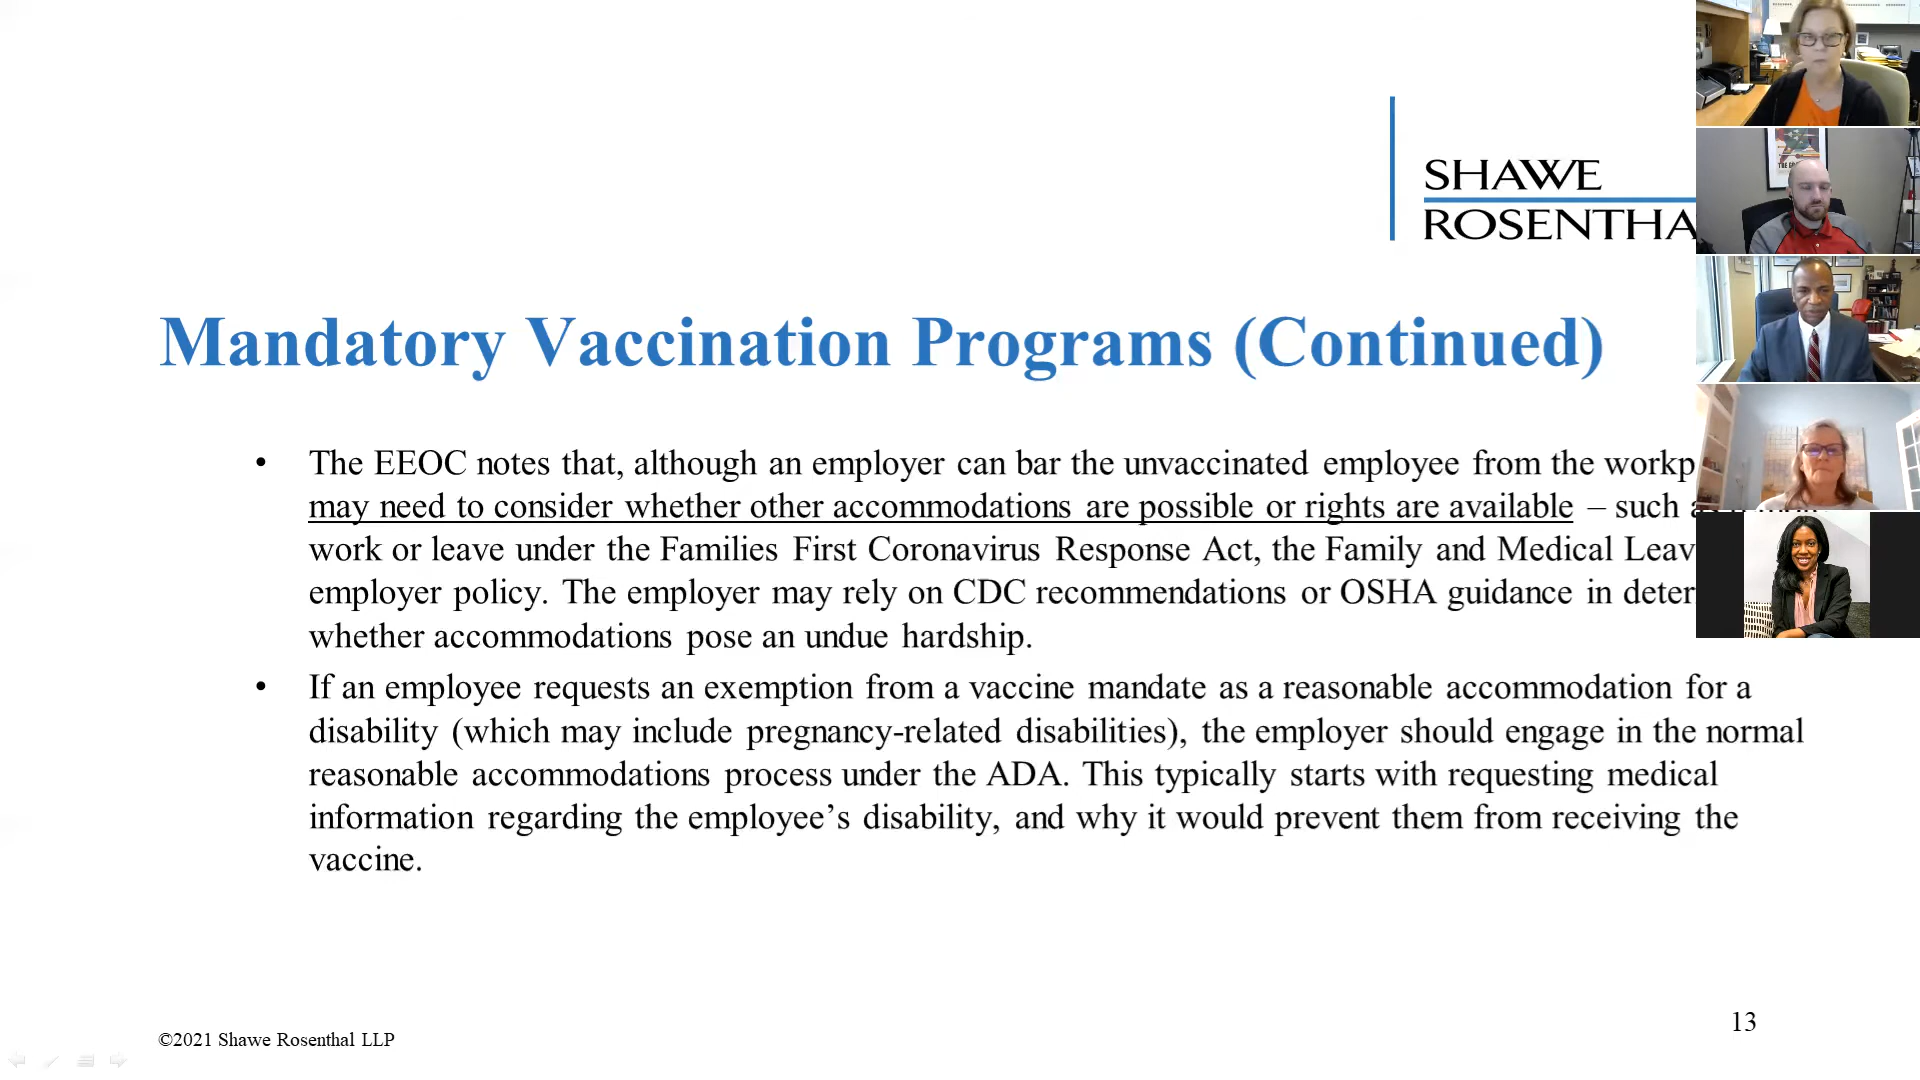 SHAWE
ROSENTHA
Mandatory Vaccination Programs (Continued)
• The EEOC notes that, although an employer can bar the unvaccinated employee from the workp
may need to consider whether other accommodations are possible or rights are available – such
work or leave under the Families First Coronavirus Response Act, the Family and Medical Leav
employer policy. The employer may rely on CDC recommendations or OSHA guidance in deter
whether accommodations pose an undue hardship.
• If an employee requests an exemption from a vaccine mandate as a reasonable accommodation for a
disability (which may include pregnancy-related disabilities), the employer should engage in the normal
reasonable accommodations process under the ADA. This typically starts with requesting medical
information regarding the employee’s disability, and why it would prevent them from receiving the
vaccine.
©2021 Shawe Rosenthal LLP
13